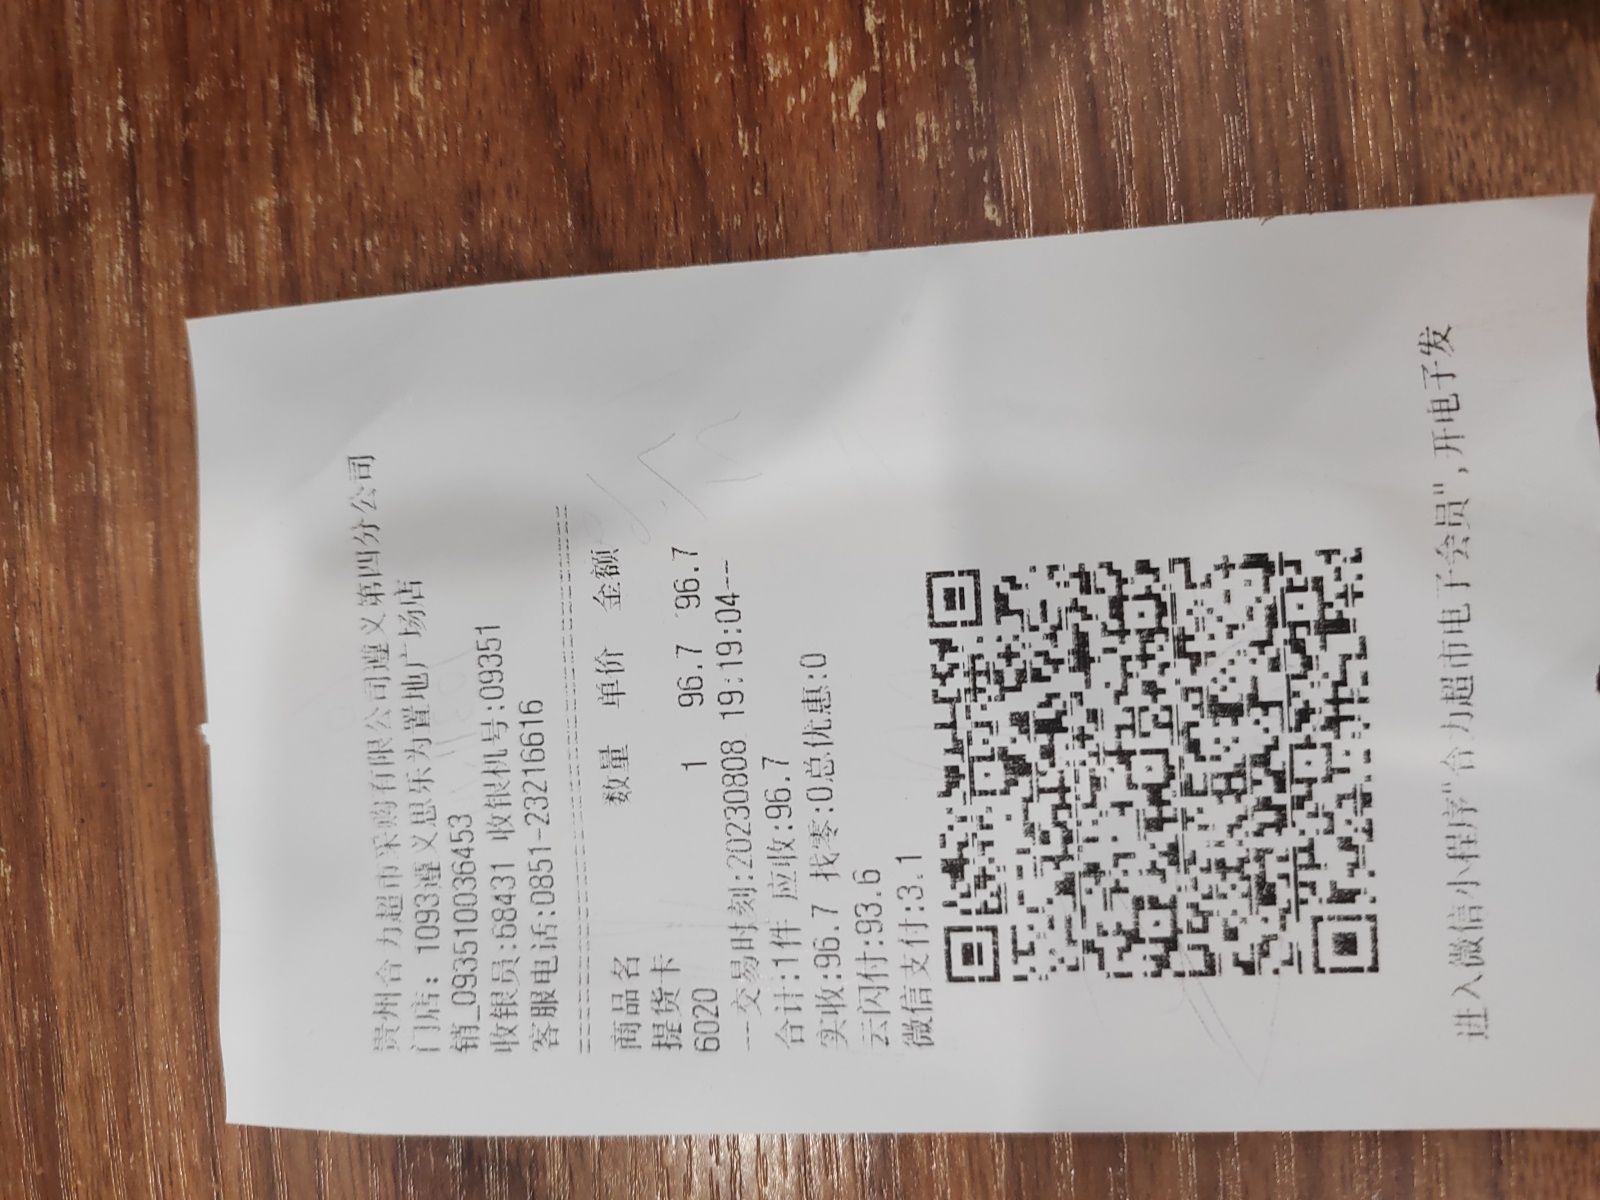 贵州合力超市采购有限公司遵义第四分公司
门店：1093遵义思乐为置地广场店
销_093510036453
收银员:68431 收银机号:09351
客服电话:0851-23216616
商品名 数量 单价 金额
提货卡
6020 1 96.7 96.7
---交易时刻:20230808 19:19:04--
合计:1件 应收:96.7
实收:96.7 找零:0总优惠:0
云闪付:93.6
微信支付:3.1
进入微信小程序"合力超市电子会员",开电子发